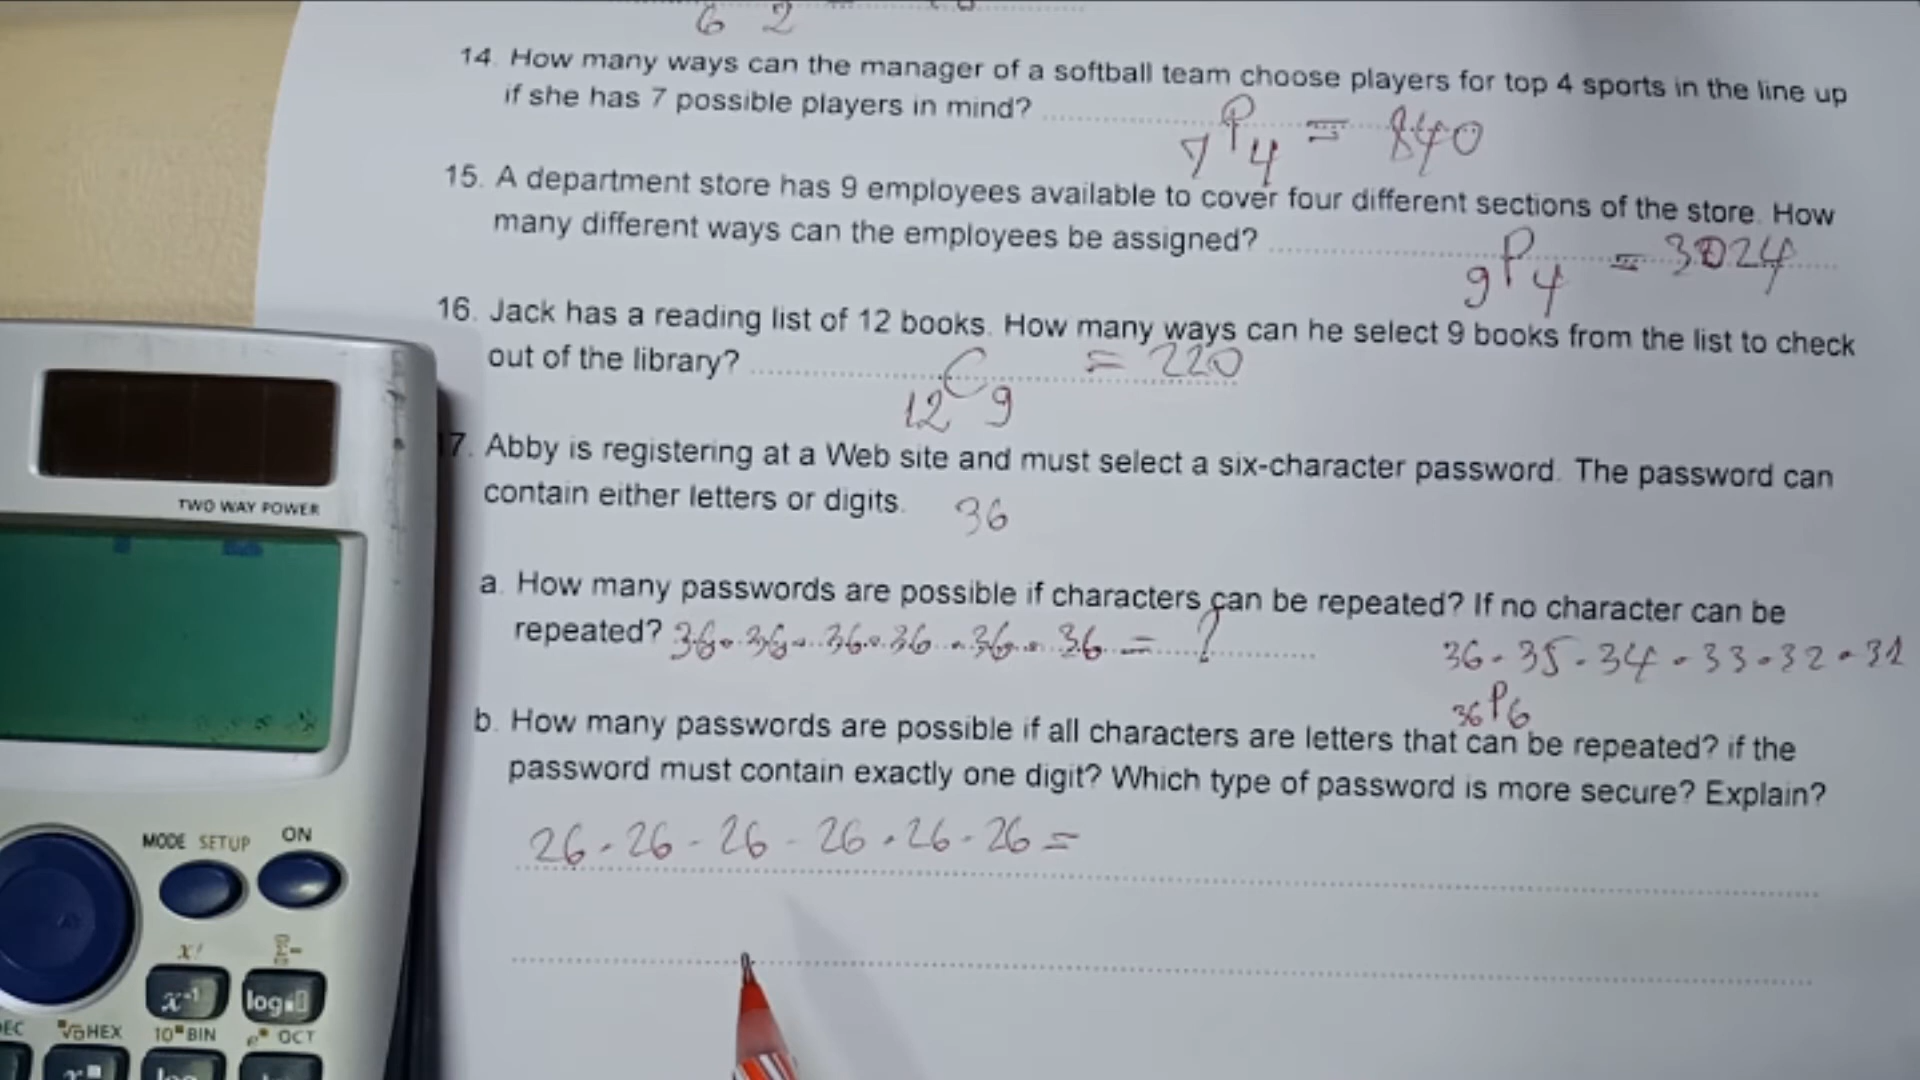 6 2
14. How many ways can the manager of a softball team choose players for top 4 sports in the line up
if she has 7 possible players in mind?
7P4 = 840
15. A department store has 9 employees available to cover four different sections of the store. How
many different ways can the employees be assigned?
9P4 = 3024
16. Jack has a reading list of 12 books. How many ways can he select 9 books from the list to check
out of the library?
12C9 = 220
17. Abby is registering at a Web site and must select a six-character password. The password can
contain either letters or digits. 36
a. How many passwords are possible if characters can be repeated? If no character can be
repeated? 36.36.36.36.36.36 = ? 36.35.34.33.32.31
36P6
b. How many passwords are possible if all characters are letters that can be repeated? if the
password must contain exactly one digit? Which type of password is more secure? Explain?
26.26.26.26.26.26 =
TWO WAY POWER
MODE SETUP ON
x!
x-1 log
HEX 10 BIN e OCT